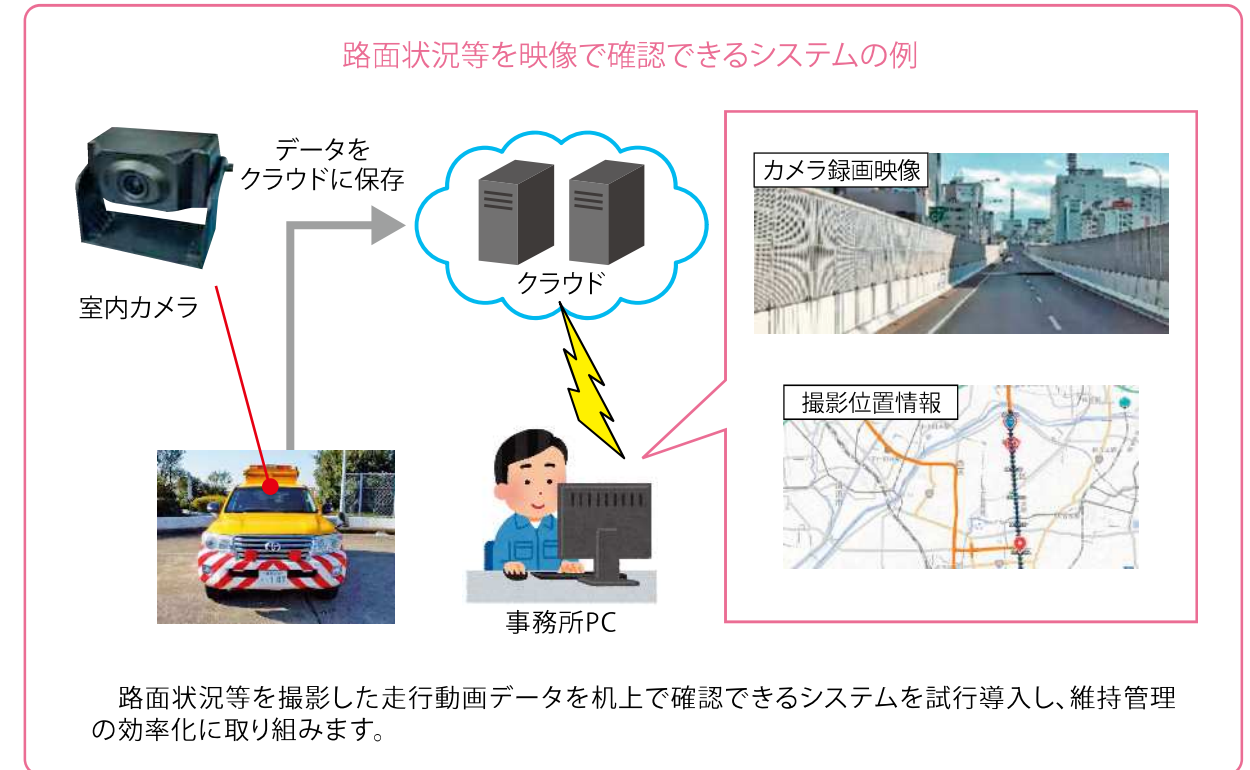 路面状況等を映像で確認できるシステムの例
データを
クラウドに保存
室内カメラ
クラウド
事務所PC
カメラ録画映像
撮影位置情報
路面状況等を撮影した走行動画データを机上で確認できるシステムを試行導入し、維持管理
の効率化に取り組みます。